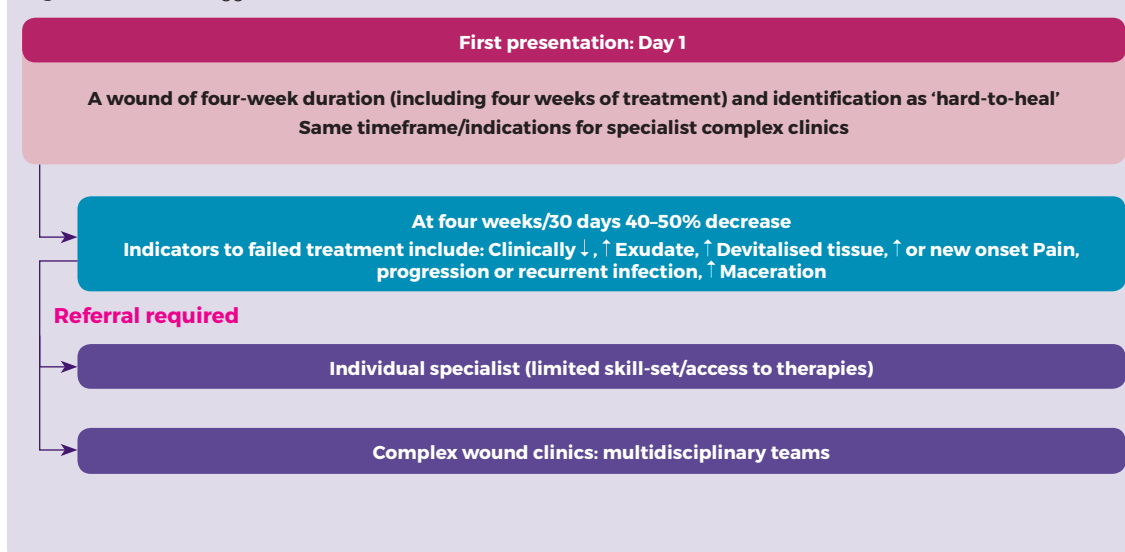 First presentation: Day 1
A wound of four-week duration (including four weeks of treatment) and identification as ‘hard-to-heal’
Same timeframe/indications for specialist complex clinics
At four weeks/30 days 40–50% decrease
Indicators to failed treatment include: Clinically ↓, ↑ Exudate, ↑ Devitalised tissue, ↑ or new onset Pain,
progression or recurrent infection, ↑ Maceration
Referral required
Individual specialist (limited skill-set/access to therapies)
Complex wound clinics: multidisciplinary teams